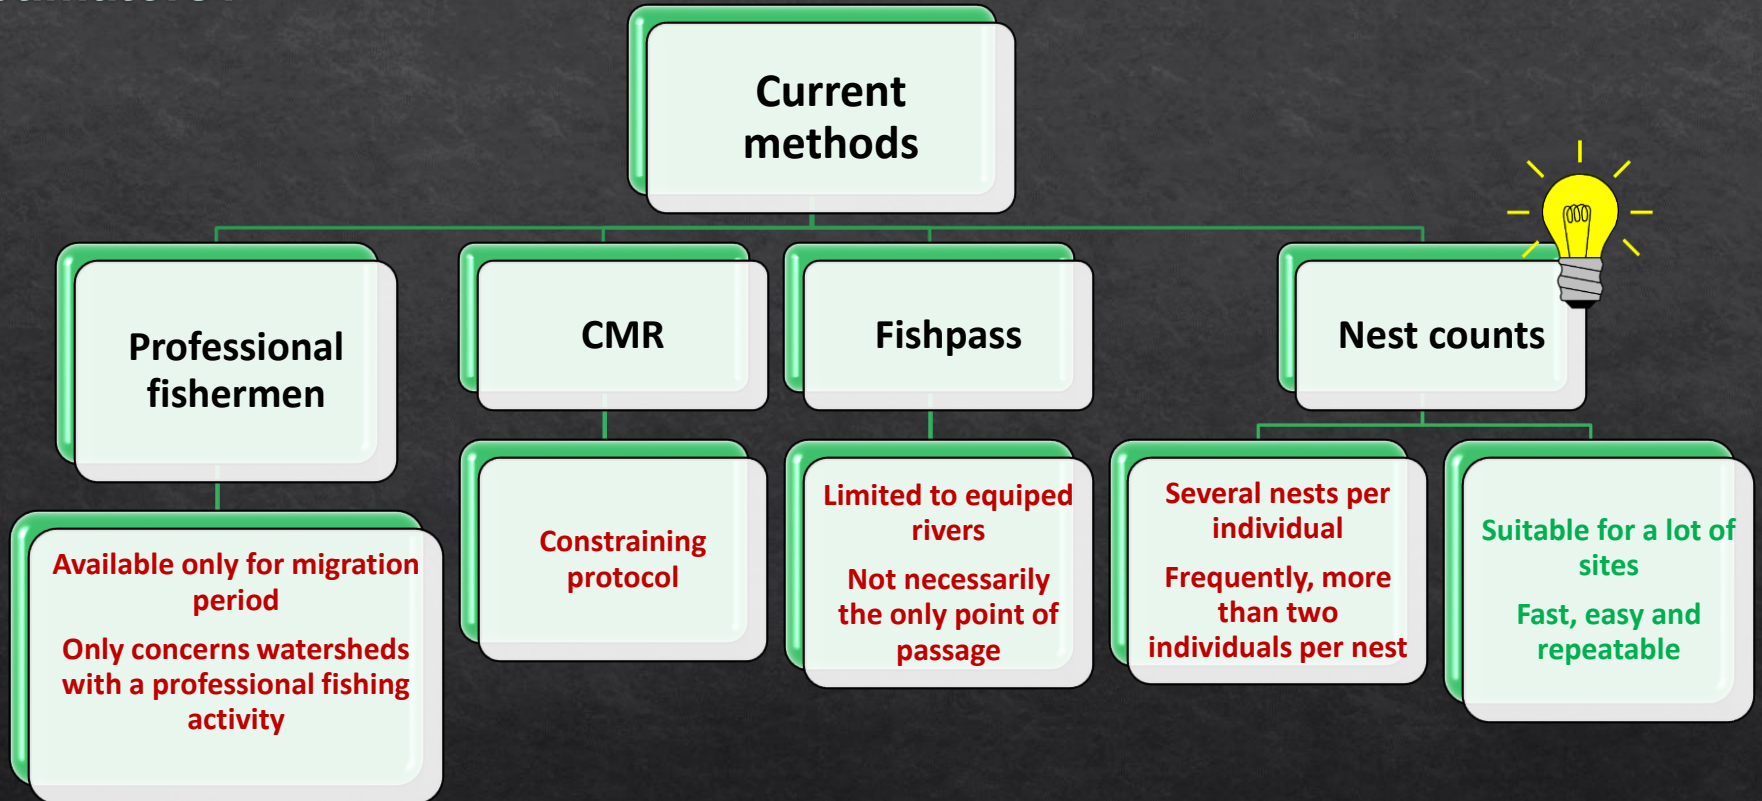 Current
methods
Professional
fishermen
CMR
Fishpass
Nest counts
Available only for migration
period
Only concerns watersheds
with a professional fishing
activity
Constraining
protocol
Limited to equiped
rivers
Not necessarily
the only point of
passage
Several nests per
individual
Frequently, more
than two
individuals per nest
Suitable for a lot of
sites
Fast, easy and
repeatable